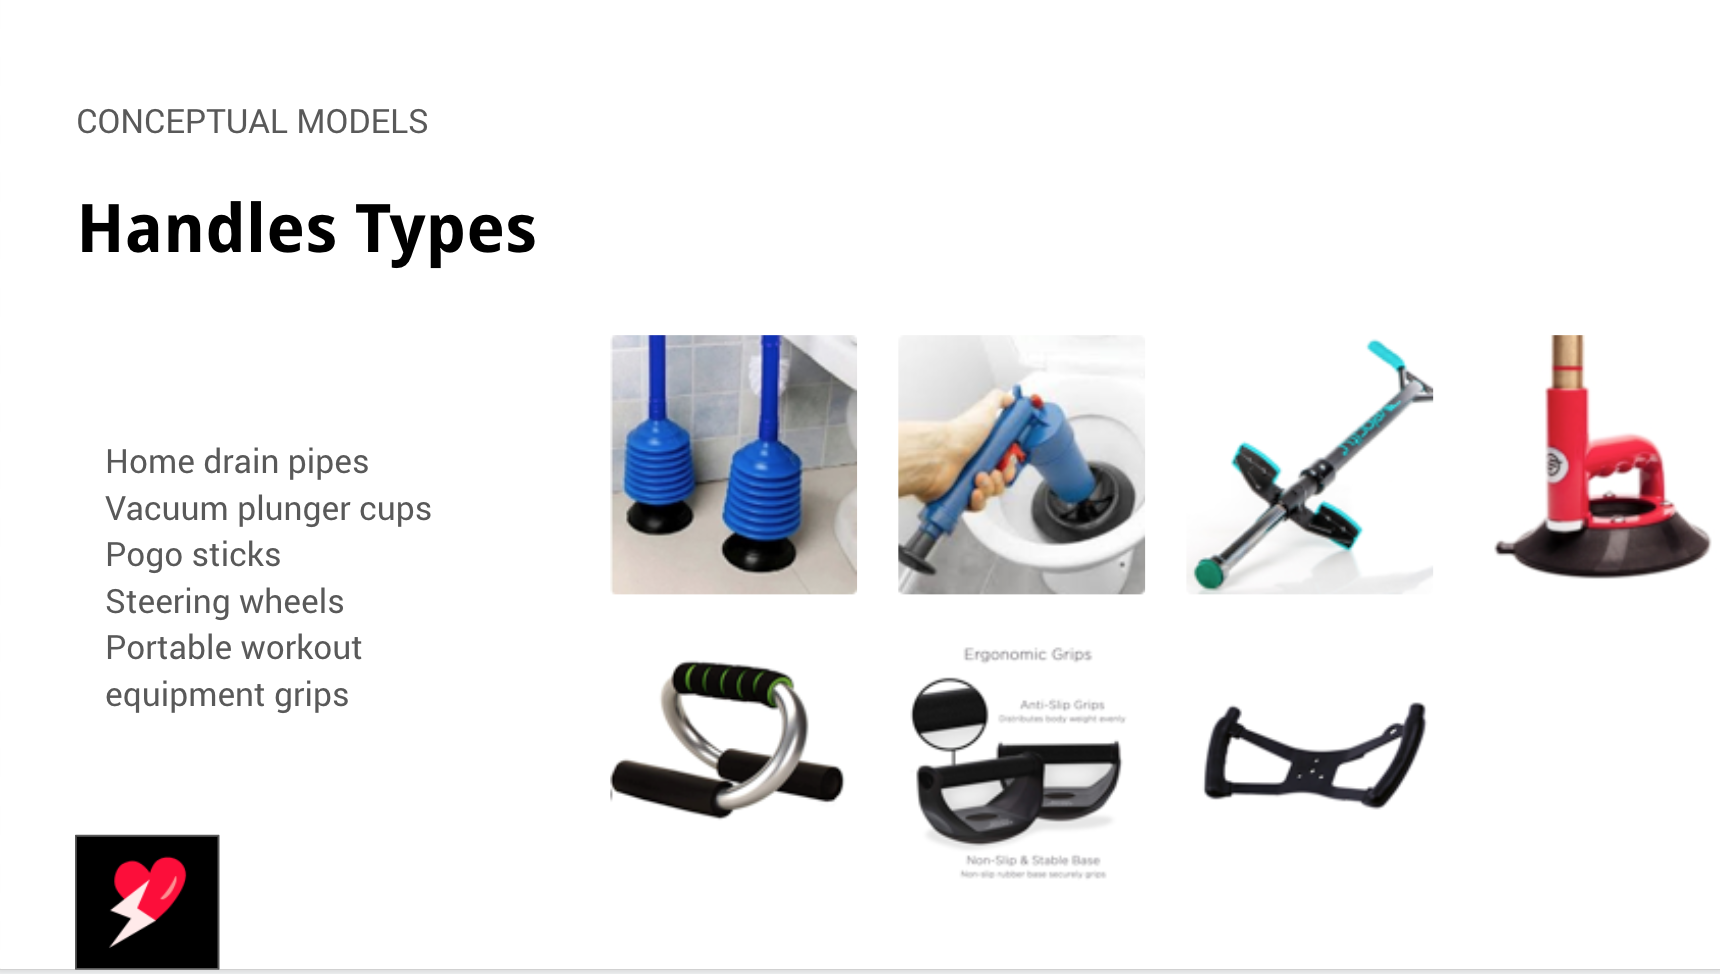 CONCEPTUAL MODELS
Handles Types
Home drain pipes
Vacuum plunger cups
Pogo sticks
Steering wheels
Portable workout
equipment grips
Ergonomic Grips
Anti-Slip Grips
Distributes body weight evenly
Non-Slip & Stable Base
Non-slip rubber base securely grips